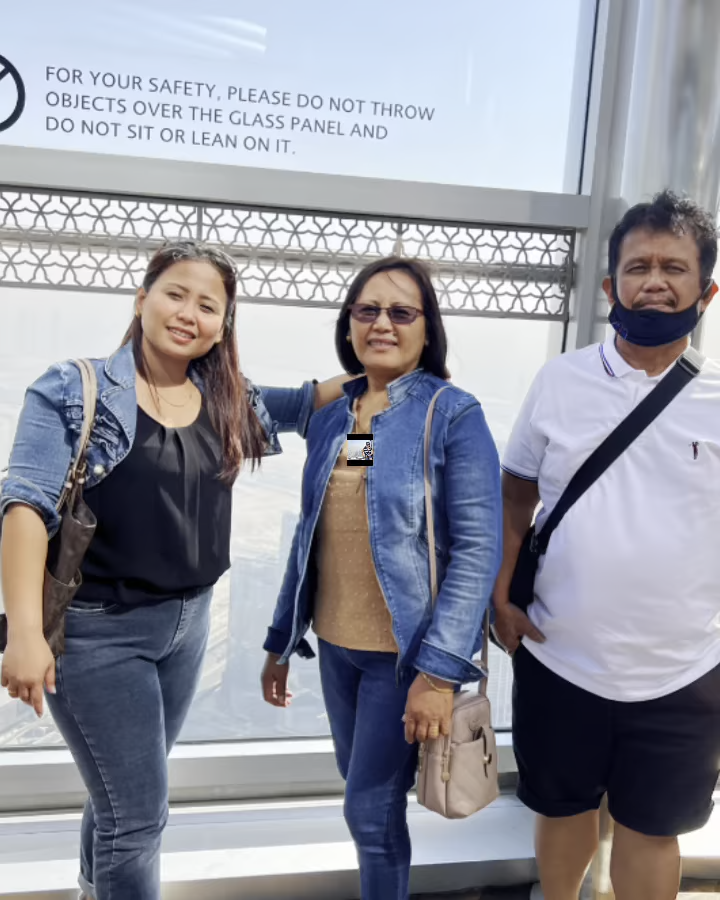 FOR YOUR SAFETY, PLEASE DO NOT THROW
OBJECTS OVER THE GLASS PANEL AND
DO NOT SIT OR LEAN ON IT.